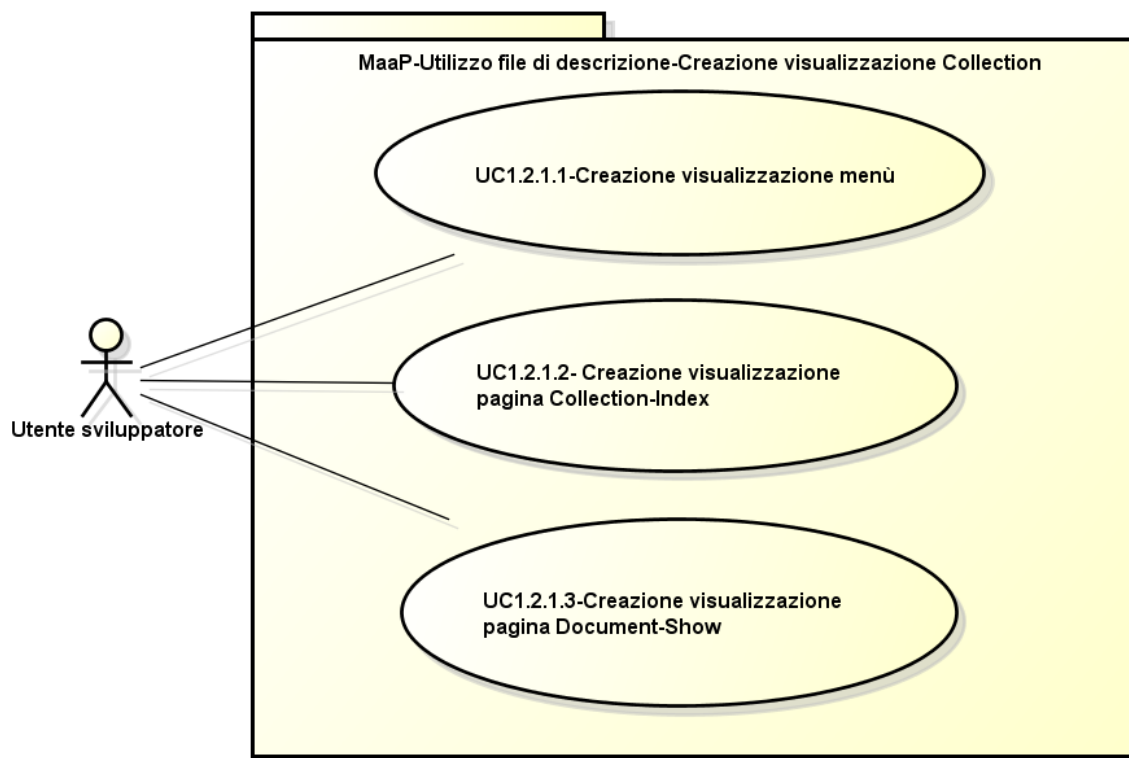 MaaP-Utilizzo file di descrizione-Creazione visualizzazione Collection
UC1.2.1.1-Creazione visualizzazione menù
UC1.2.1.2- Creazione visualizzazione
pagina Collection-Index
Utente sviluppatore
UC1.2.1.3-Creazione visualizzazione
pagina Document-Show